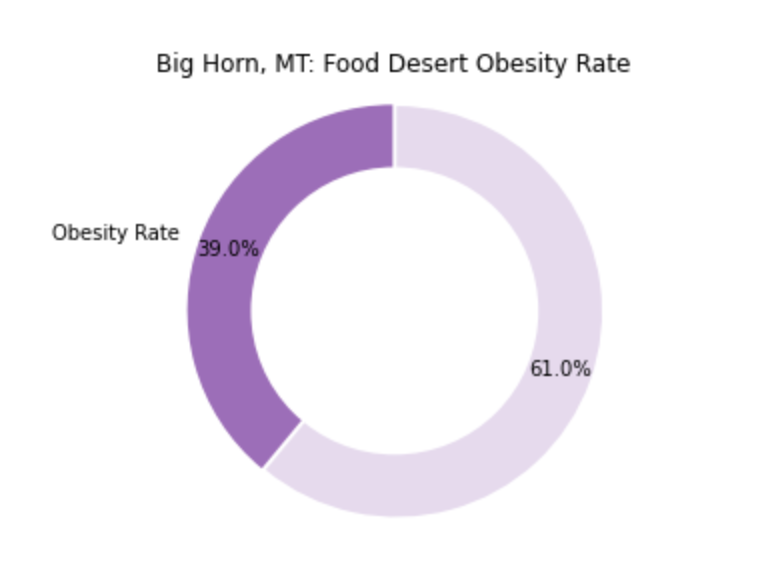 Big Horn, MT: Food Desert Obesity Rate
Obesity Rate
39.0%
61.0%